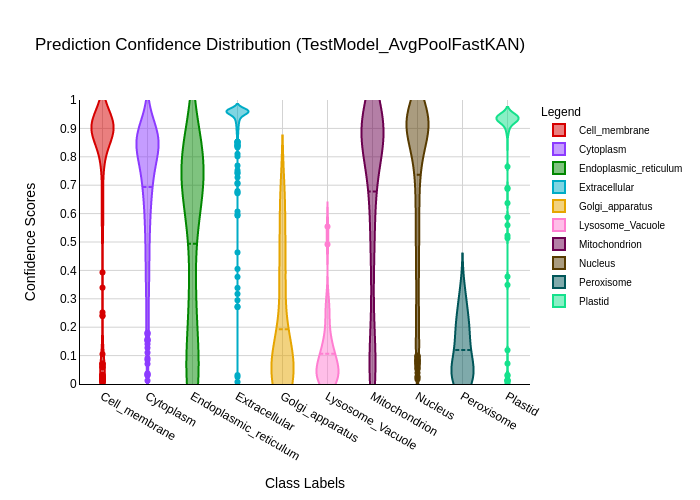 Prediction Confidence Distribution (TestModel_AvgPoolFastKAN)
Confidence Scores
1
0.9
0.8
0.7
0.6
0.5
0.4
0.3
0.2
0.1
0
Cell_membrane
Cytoplasm
Endoplasmic_reticulum
Extracellular
Golgi_apparatus
Lysosome_Vacuole
Mitochondrion
Nucleus
Peroxisome
Plastid
Class Labels
Legend
Cell_membrane
Cytoplasm
Endoplasmic_reticulum
Extracellular
Golgi_apparatus
Lysosome_Vacuole
Mitochondrion
Nucleus
Peroxisome
Plastid